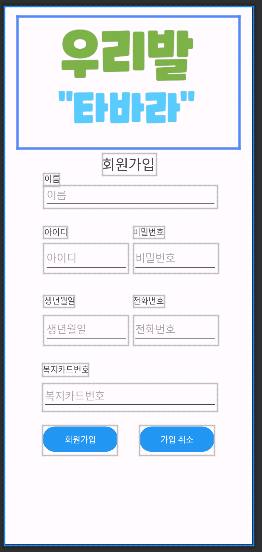 우리발
"타바라"
회원가입
이름
이름
아이디 비밀번호
아이디 비밀번호
생년월일 전화번호
생년월일 전화번호
복지카드번호
복지카드번호
회원가입 가입 취소